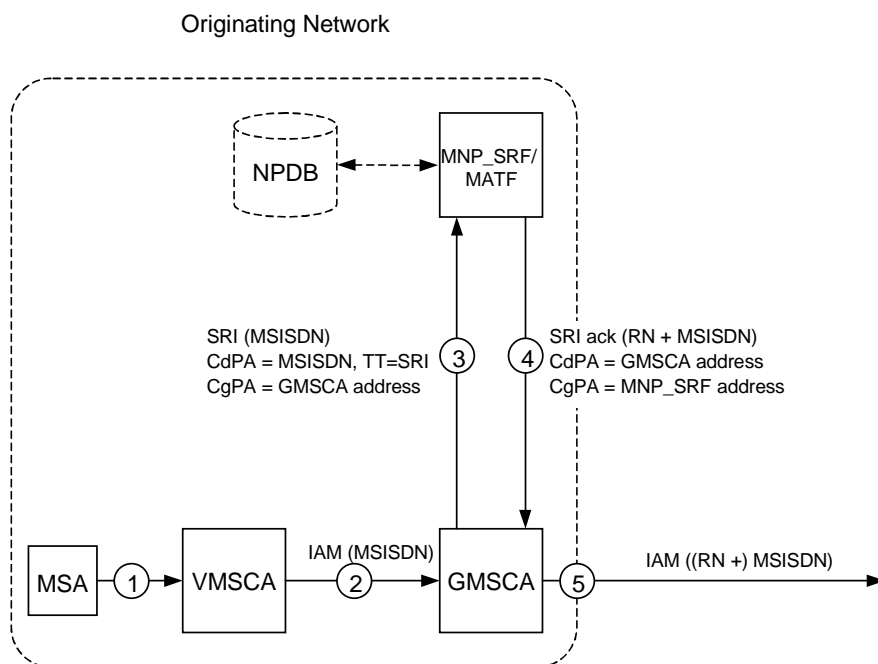 Originating Network
NPDB
MNP_SRF/
MATF
SRI (MSISDN)
CdPA = MSISDN, TT=SRI
CgPA = GMSCA address
3
4
SRI ack (RN + MSISDN)
CdPA = GMSCA address
CgPA = MNP_SRF address
MSA
1
VMSCA
IAM (MSISDN)
2
GMSCA
5
IAM ((RN +) MSISDN)